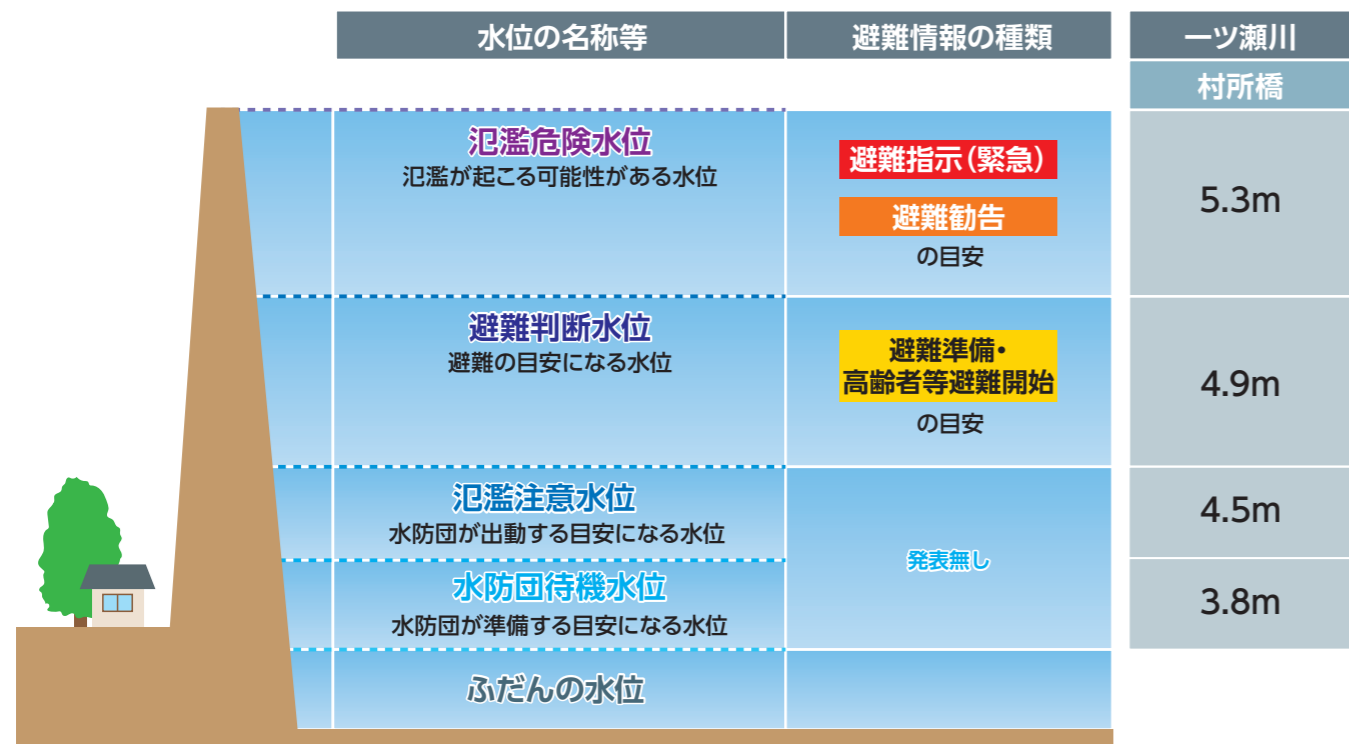 水位の名称等
避難情報の種類
一ツ瀬川
村所橋
氾濫危険水位
氾濫が起こる可能性がある水位
避難指示(緊急)
避難勧告
の目安
5.3m
避難判断水位
避難の目安になる水位
避難準備・
高齢者等避難開始
の目安
4.9m
氾濫注意水位
水防団が出動する目安になる水位
4.5m
発表無し
水防団待機水位
水防団が準備する目安になる水位
3.8m
ふだんの水位